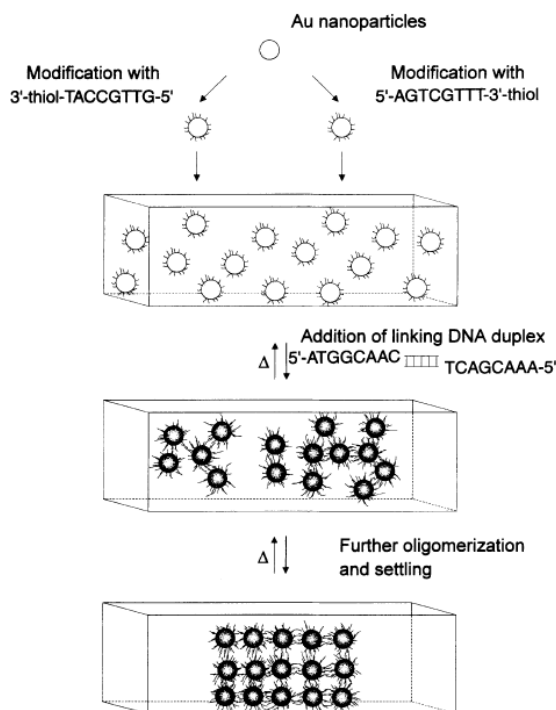 Au nanoparticles
Modification with
3'-thiol-TACCGTTG-5'
Modification with
5'-AGTCGTTT-3'-thiol
Addition of linking DNA duplex
Δ
5'-ATGGCAAC
TCAGCAAA-5'
Δ
Further oligomerization
and settling